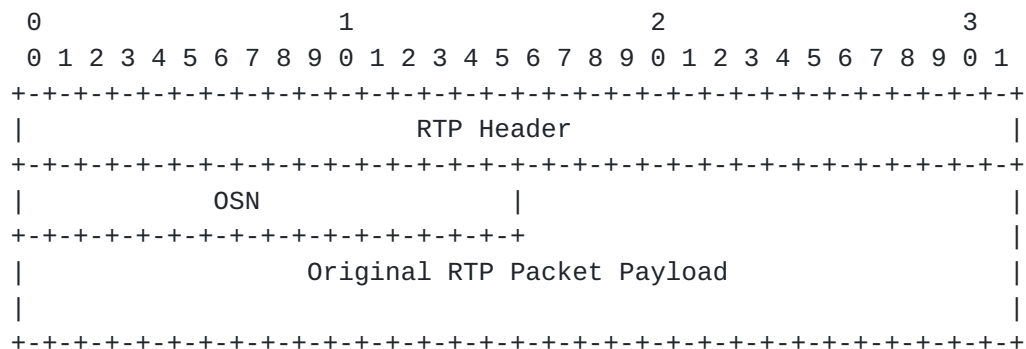 0                   1                   2                   3
 0 1 2 3 4 5 6 7 8 9 0 1 2 3 4 5 6 7 8 9 0 1 2 3 4 5 6 7 8 9 0 1
+-+-+-+-+-+-+-+-+-+-+-+-+-+-+-+-+-+-+-+-+-+-+-+-+-+-+-+-+-+-+-+-+
|                         RTP Header                            |
+-+-+-+-+-+-+-+-+-+-+-+-+-+-+-+-+-+-+-+-+-+-+-+-+-+-+-+-+-+-+-+-+
|            OSN                |                               |
+-+-+-+-+-+-+-+-+-+-+-+-+-+-+-+-+                               |
|                  Original RTP Packet Payload                  |
|                                                               |
+-+-+-+-+-+-+-+-+-+-+-+-+-+-+-+-+-+-+-+-+-+-+-+-+-+-+-+-+-+-+-+-+